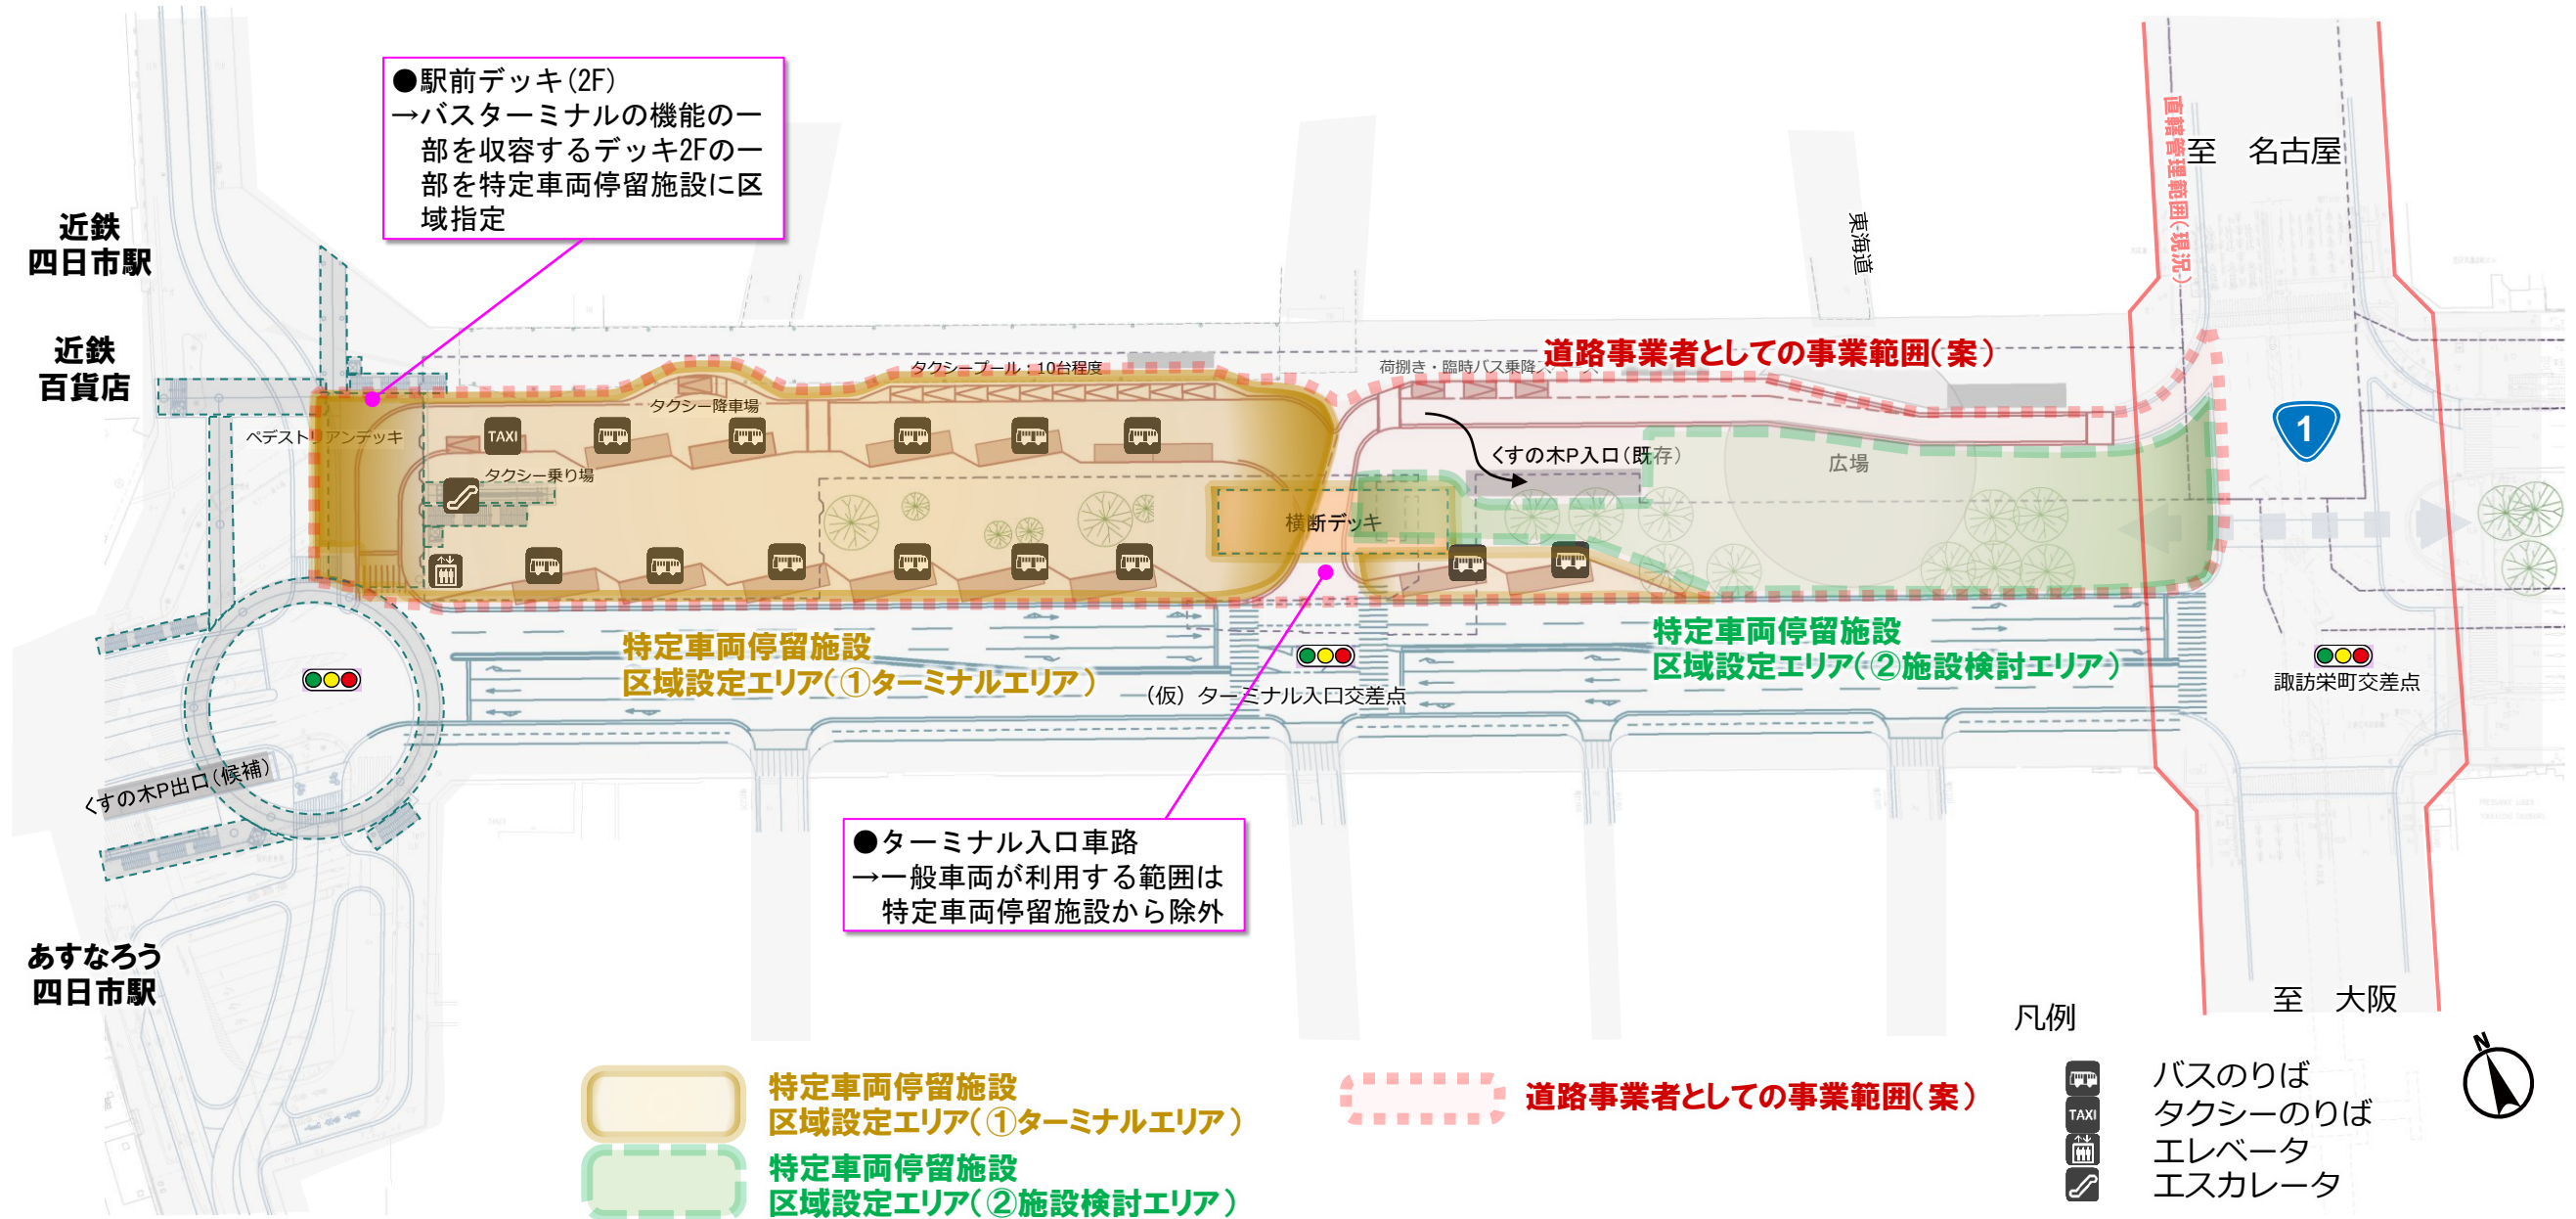 ●駅前デッキ(2F)
→バスターミナルの機能の一
部を収容するデッキ2Fの一
部を特定車両停留施設に区
域指定
近鉄
四日市駅
近鉄
百貨店
直轄管理範囲(現況)
至 名古屋
東海道
道路事業者としての事業範囲(案)
タクシープール：10台程度
荷捌き・臨時バス乗降
タクシー降車場
ペデストリアンデッキ
TAXI
タクシー乗り場
くすの木P入口(既存)
広場
1
横断デッキ
特定車両停留施設
区域設定エリア(①ターミナルエリア)
特定車両停留施設
区域設定エリア(②施設検討エリア)
(仮)ターミナル入口交差点
諏訪栄町交差点
くすの木P出口(候補)
●ターミナル入口車路
→一般車両が利用する範囲は
特定車両停留施設から除外
あすなろう
四日市駅
至 大阪
凡例
N
バスのりば
TAXI タクシーのりば
エレベータ
エスカレータ
特定車両停留施設
区域設定エリア(①ターミナルエリア)
特定車両停留施設
区域設定エリア(②施設検討エリア)
道路事業者としての事業範囲(案)